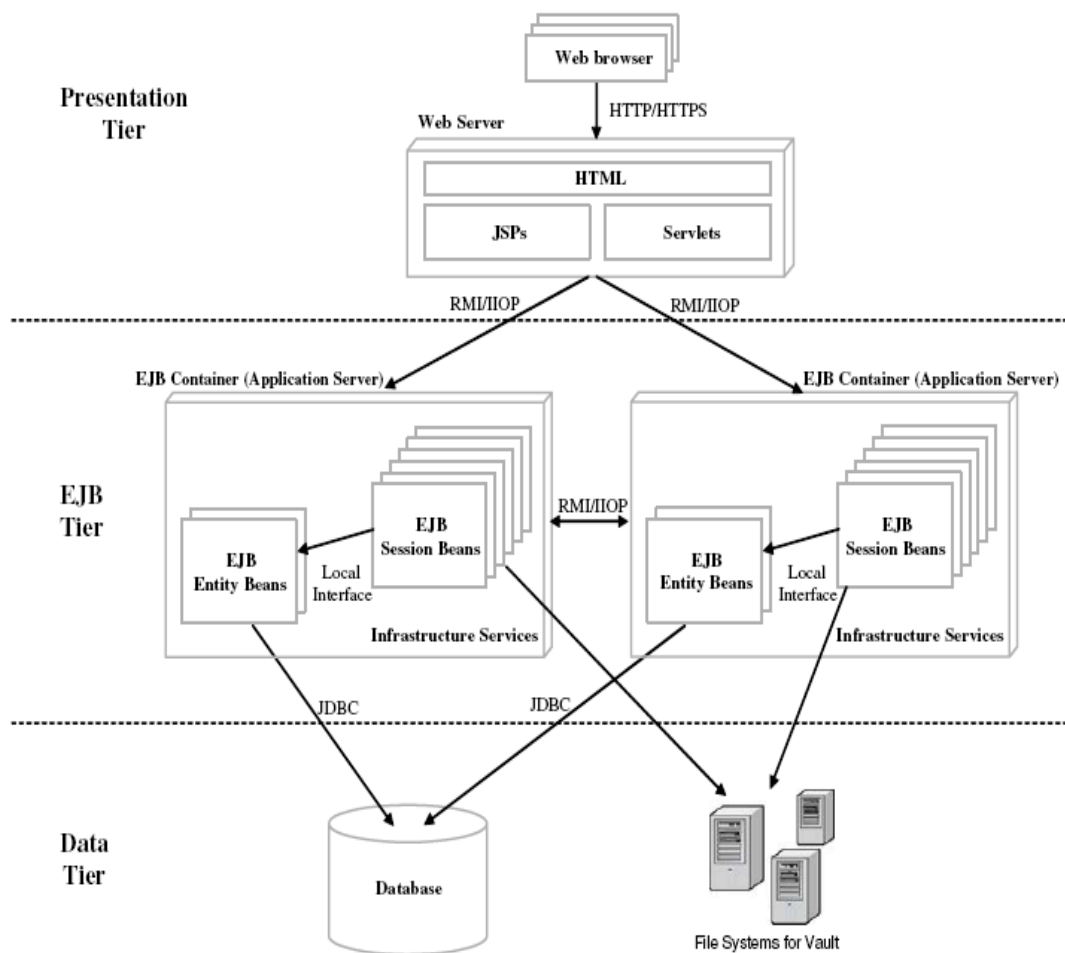 Web browser
Presentation
Tier
HTTP/HTTPS
Web Server
HTML
JSPs
Servlets
RMI/IIOP
RMI/IIOP
EJB Container (Application Server)
EJB Container (Application Server)
EJB
Tier
EJB
Session Beans
EJB
Entity Beans
Local
Interface
Infrastructure Services
RMI/IIOP
EJB
Session Beans
EJB
Entity Beans
Local
Interface
Infrastructure Services
JDBC
JDBC
Data
Tier
Database
File Systems for Vault